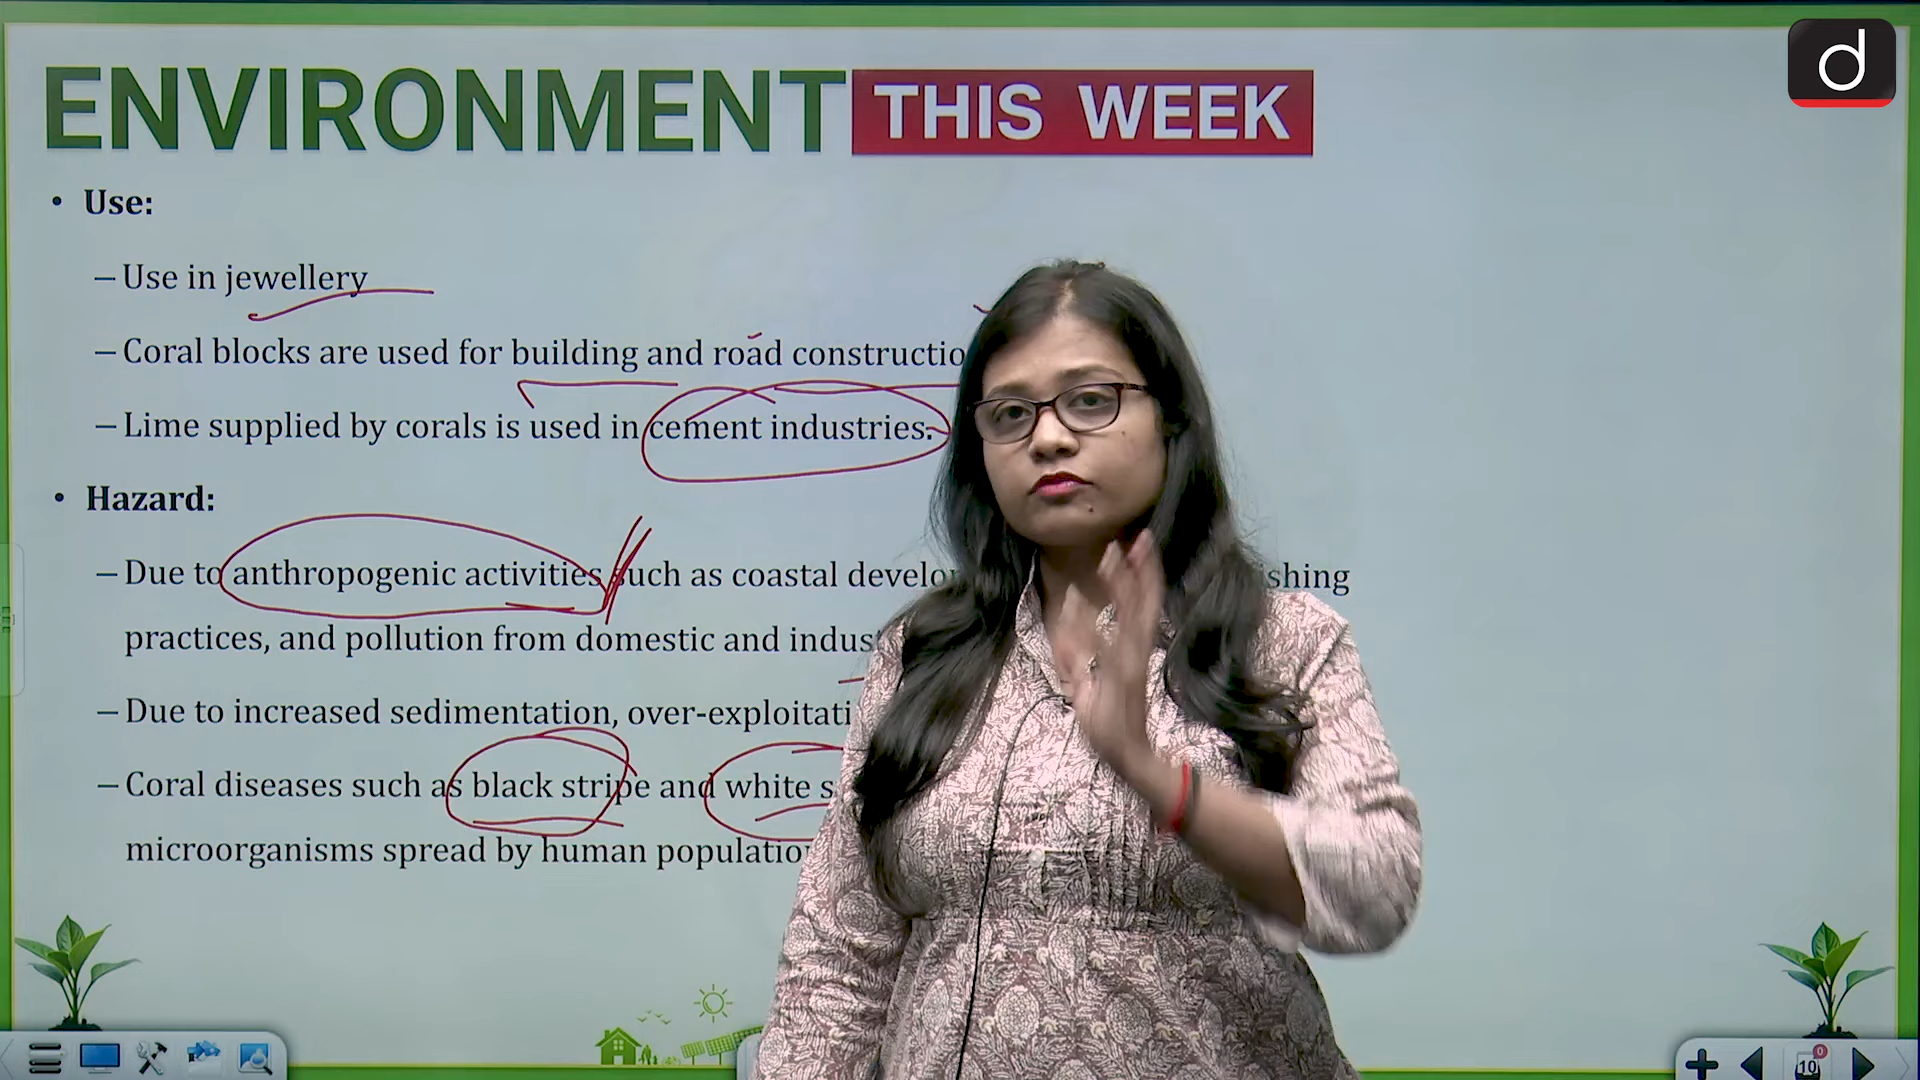 d
ENVIRONMENT THIS WEEK
• Use:
– Use in jewellery
– Coral blocks are used for building and road constructio
– Lime supplied by corals is used in cement industries.
• Hazard:
– Due to anthropogenic activities such as coastal develo shing
practices, and pollution from domestic and indus
– Due to increased sedimentation, over-exploitati
– Coral diseases such as black stripe and white s
microorganisms spread by human populatio
10
0